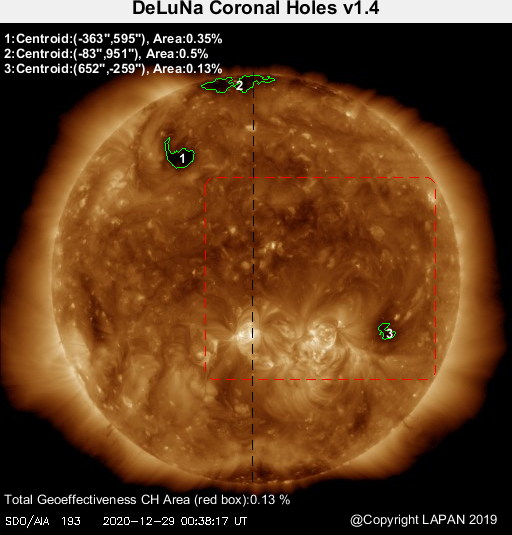 DeLuNa Coronal Holes v1.4
1:Centroid:(-363",595"), Area:0.35%
2:Centroid:(-83",951"), Area:0.5%
3:Centroid:(652",-259"), Area:0.13%
2
1
3
Total Geoeffectiveness CH Area (red box):0.13 %
SDO/AIA 193 2020-12-29 00:38:17 UT
@Copyright LAPAN 2019